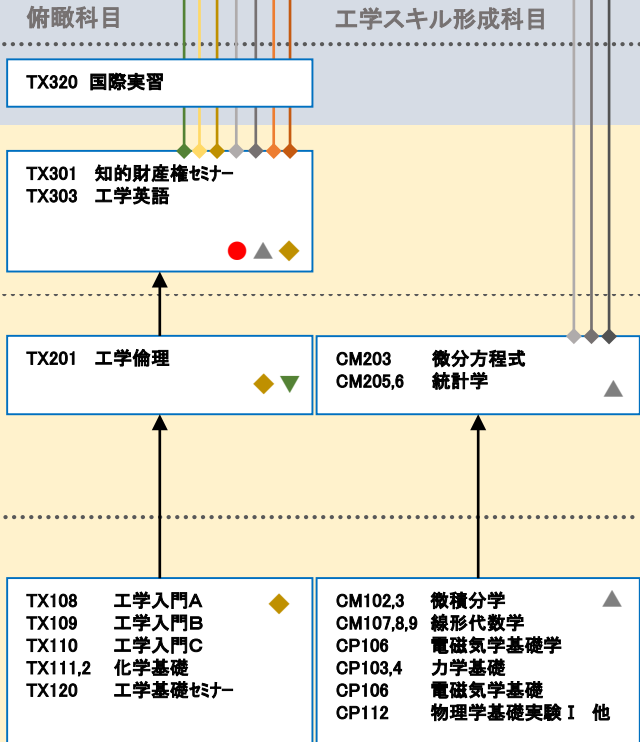 俯瞰科目
工学スキル形成科目
TX320 国際実習
TX301 知的財産権ｾﾐﾅｰ
TX303 工学英語
TX201 工学倫理
CM203 微分方程式
CM205,6 統計学
TX108 工学入門A
TX109 工学入門B
TX110 工学入門C
TX111,2 化学基礎
TX120 工学基礎ｾﾐﾅｰ
CM102,3 微積分学
CM107,8,9 線形代数学
CP106 電磁気学基礎学
CP103,4 力学基礎
CP106 電磁気学基礎
CP112 物理学基礎実験Ⅰ 他